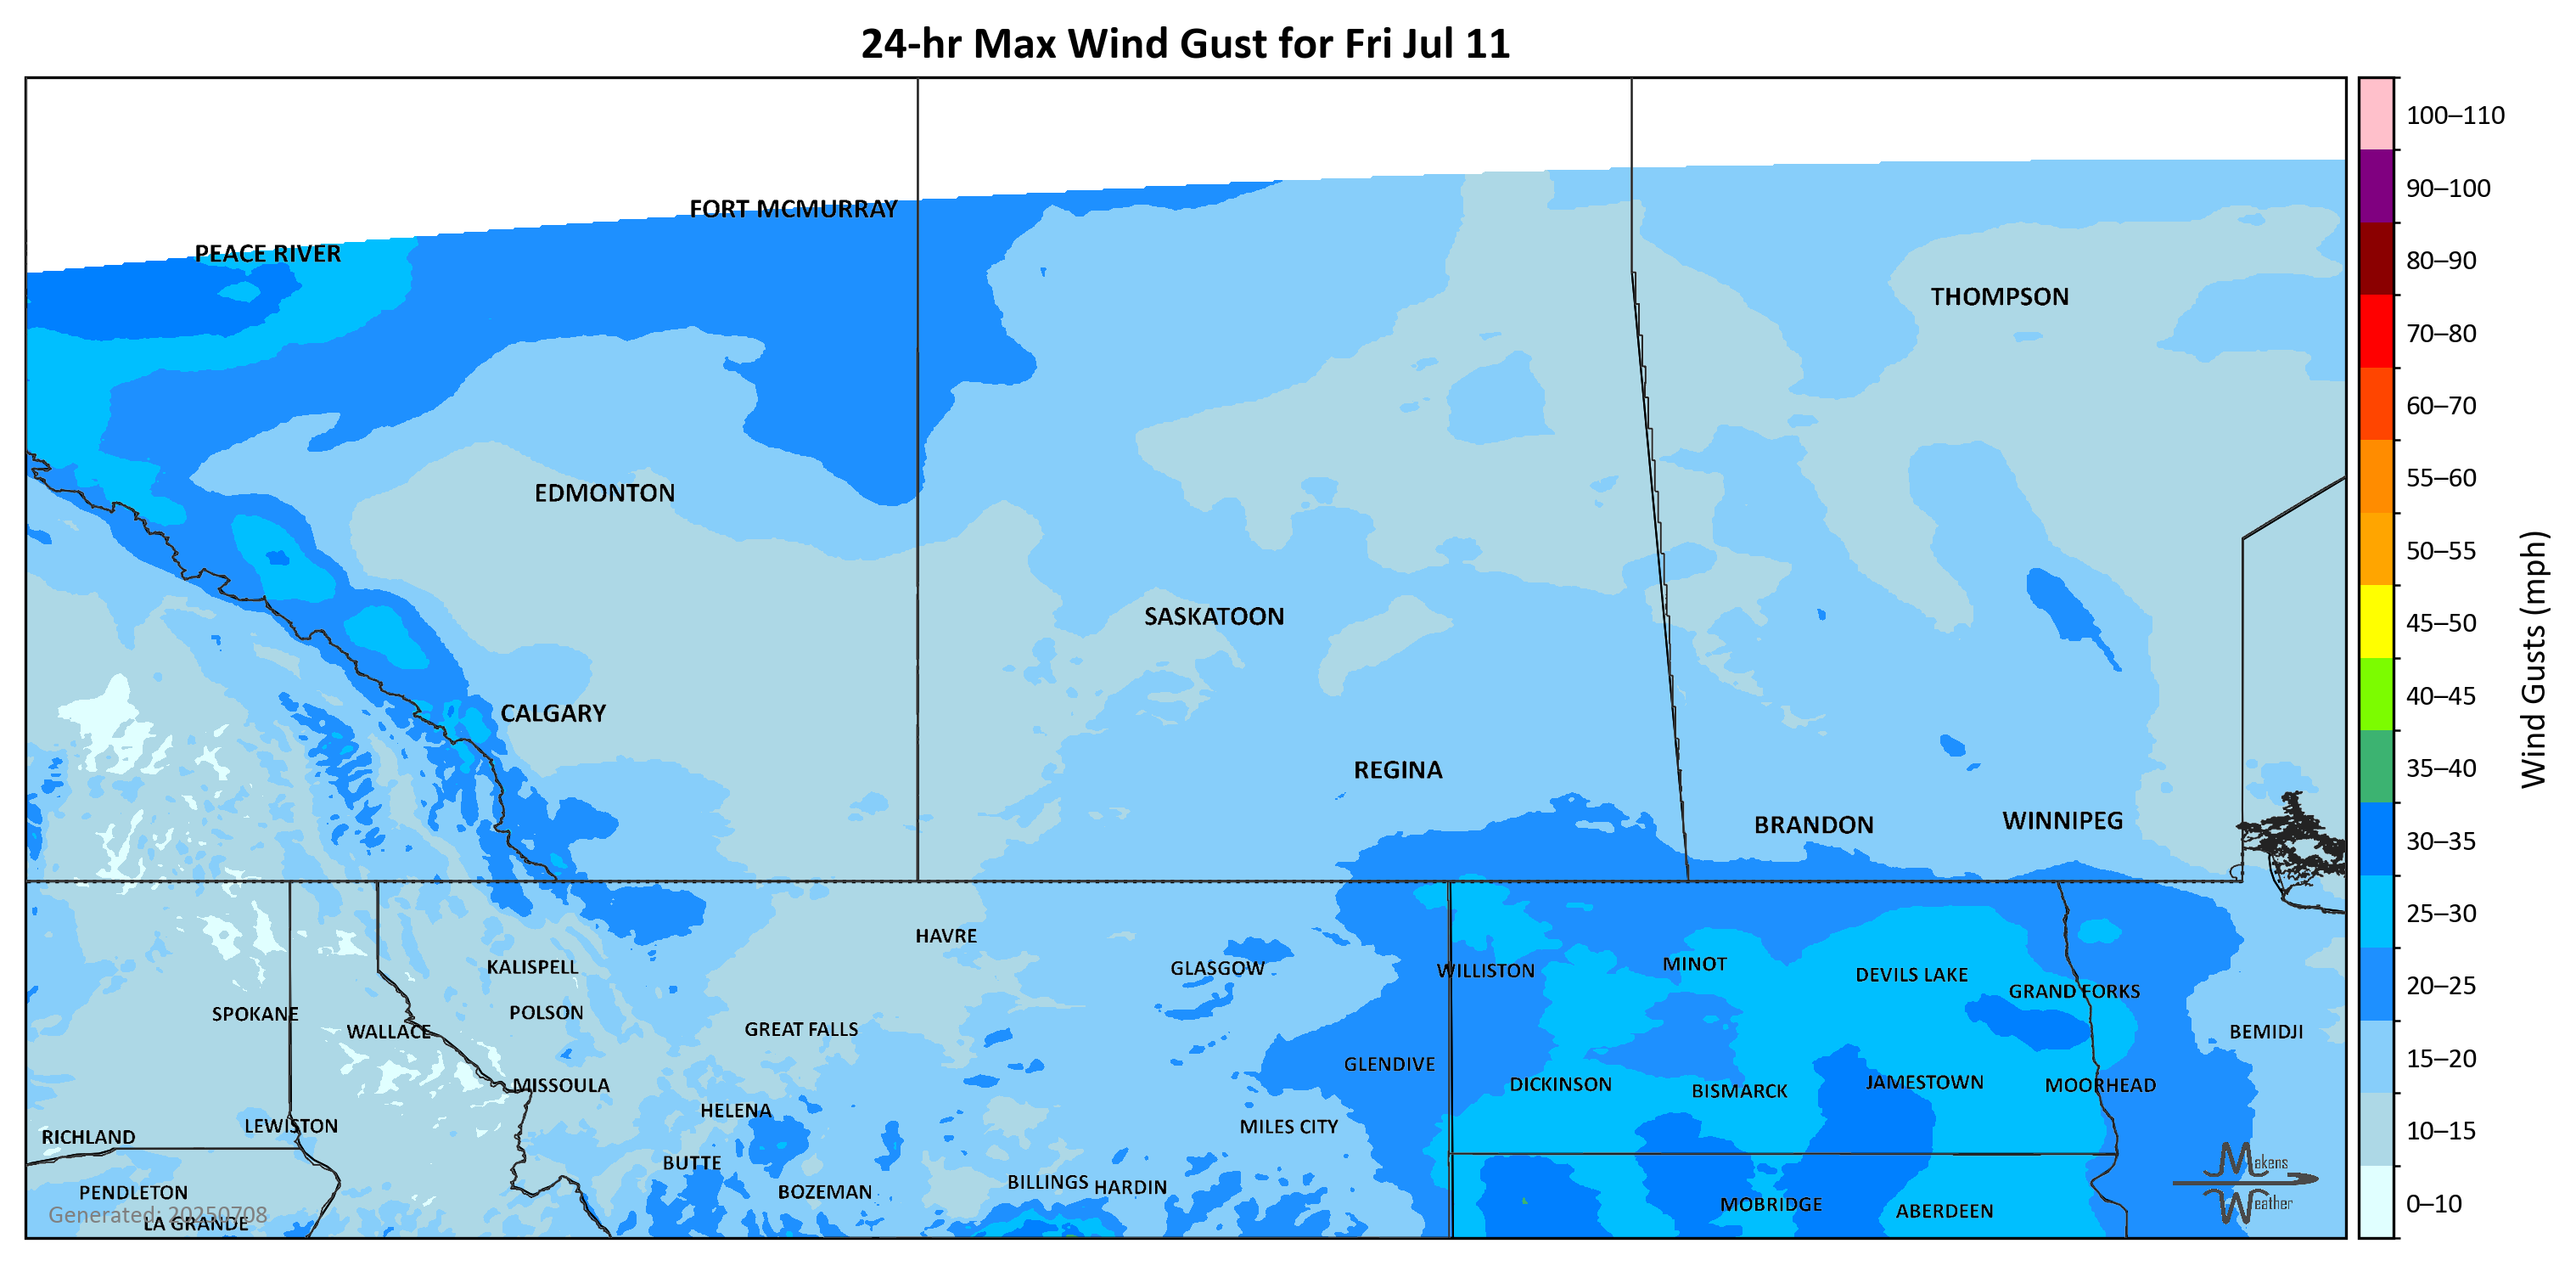 24-hr Max Wind Gust for Fri Jul 11
100–110
90–100
80–90
70–80
60–70
55–60
50–55
45–50
40–45
35–40
30–35
25–30
20–25
15–20
10–15
0–10
Wind Gusts (mph)
FORT MCMURRAY
PEACE RIVER
THOMPSON
EDMONTON
SASKATOON
CALGARY
REGINA
BRANDON
WINNIPEG
HAVRE
KALISPELL
GLASGOW
WILLISTON
MINOT
DEVILS LAKE
GRAND FORKS
SPOKANE
POLSON
WALLACE
GREAT FALLS
BEMIDJI
GLENDIVE
MISSOULA
DICKINSON
BISMARCK
JAMESTOWN
MOORHEAD
HELENA
LEWISTON
MILES CITY
RICHLAND
BUTTE
BILLINGS
HARDIN
PENDLETON
BOZEMAN
MOBRIDGE
ABERDEEN
Generated: 20250708
LA GRANDE
Makens
Weather